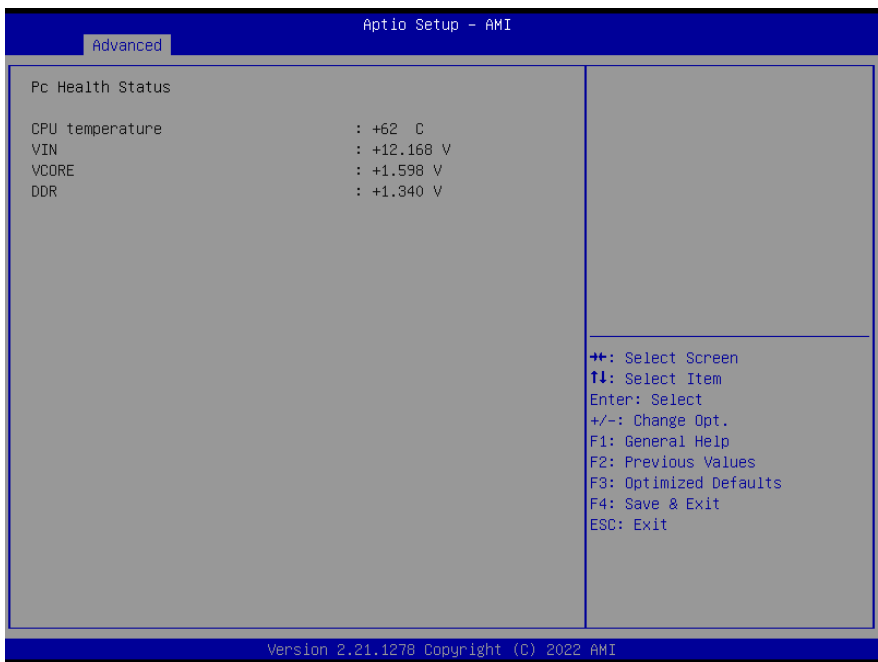 Aptio Setup – AMI
Advanced
Pc Health Status
CPU temperature : +62 C
VIN : +12.168 V
VCORE : +1.598 V
DDR : +1.340 V
→←: Select Screen
↑↓: Select Item
Enter: Select
+/-: Change Opt.
F1: General Help
F2: Previous Values
F3: Optimized Defaults
F4: Save & Exit
ESC: Exit
Version 2.21.1278 Copyright (C) 2022 AMI